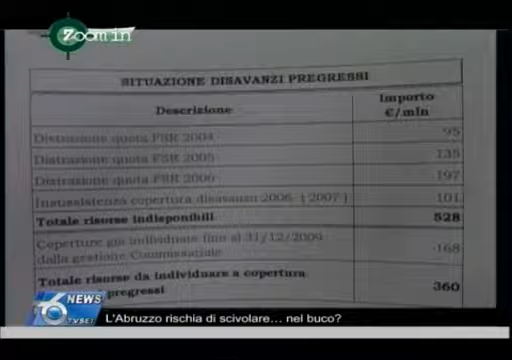 Zoomin
SITUAZIONE DISAVANZI PREGRESSI
Descrizione
Importo
€/mln
Distrazione quota FSR 2004 95
Distrazione quota FSR 2005 135
Distrazione quota FSR 2006 197
Insussistenza copertura disavanzo 2006 (2007) 101
Totale risorse indisponibili 528
Coperture già individuate fino al 31/12/2009
dalla gestione Commissariale 168
Totale risorse da individuare a copertura
pregressi 360
6 NEWS
TVSEI
L'Abruzzo rischia di scivolare... nel buco?